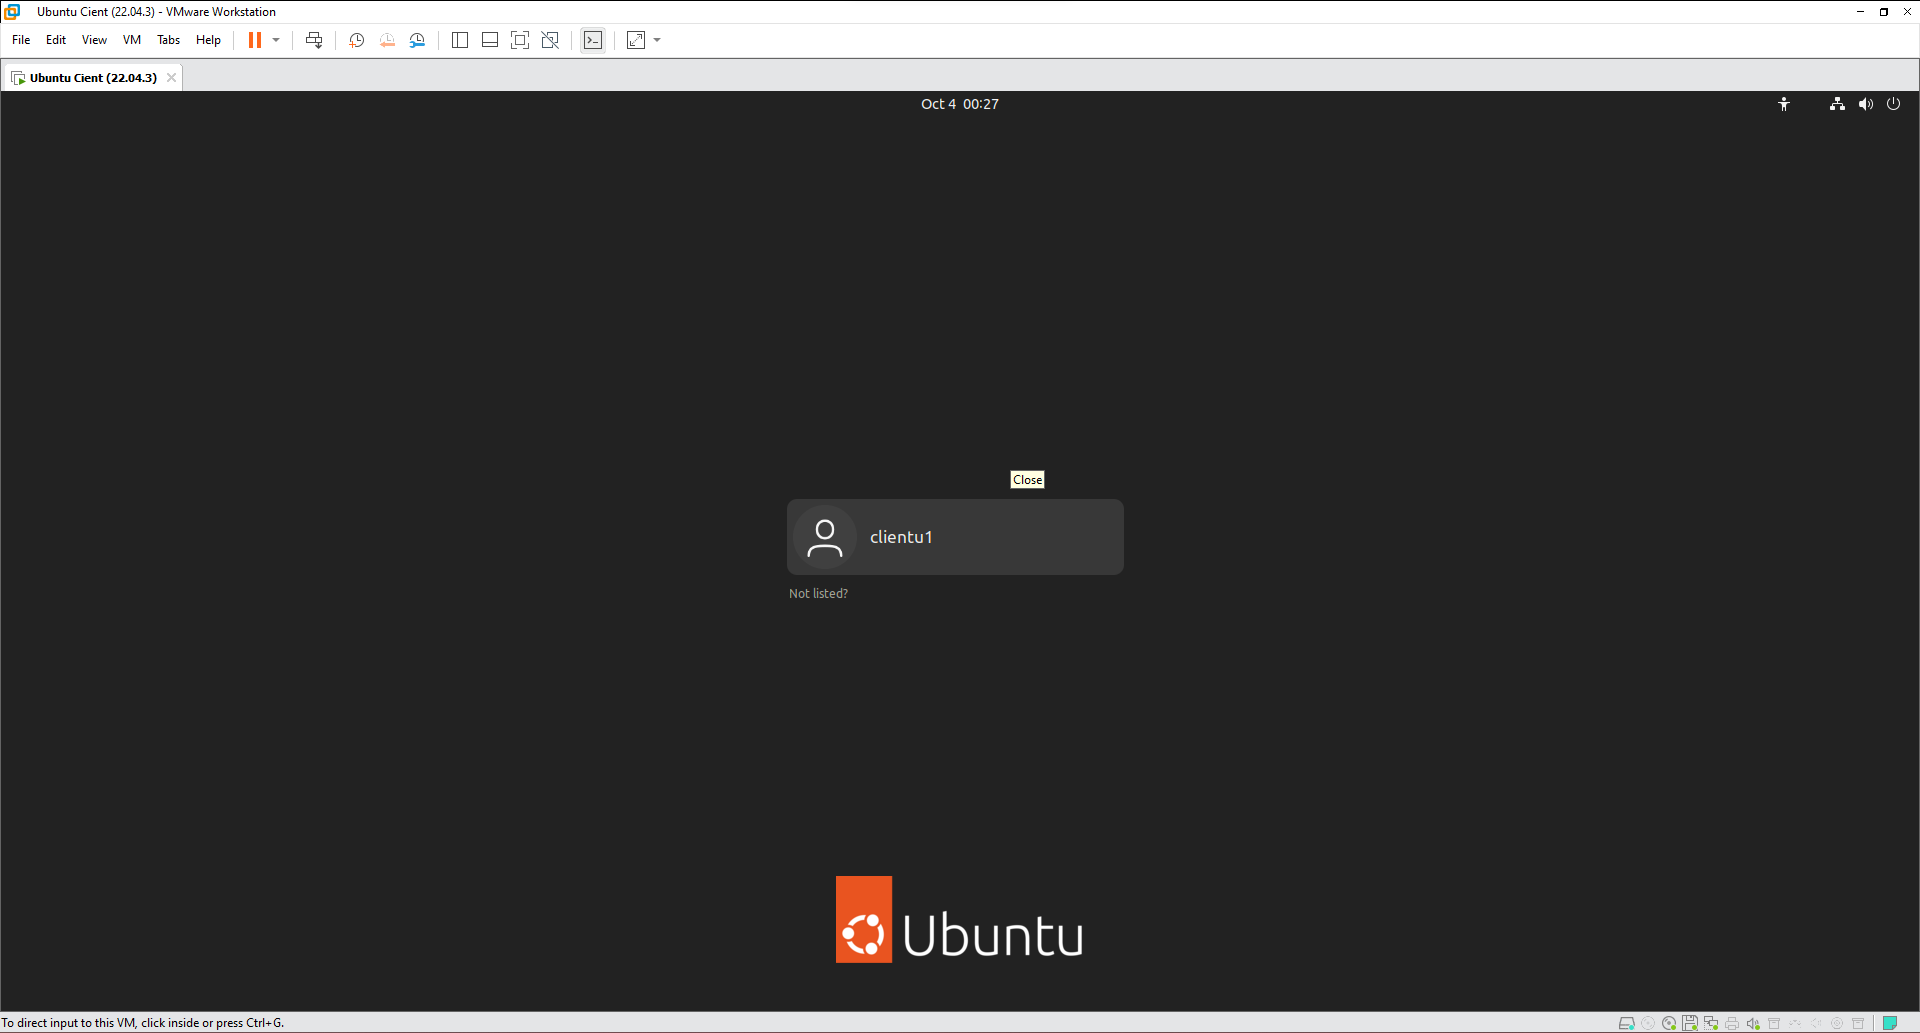 Ubuntu Cient (22.04.3) - VMware Workstation
File Edit View VM Tabs Help
Ubuntu Cient (22.04.3)
Oct 4 00:27
Close
clientu1
Not listed?
Ubuntu
To direct input to this VM, click inside or press Ctrl+G.